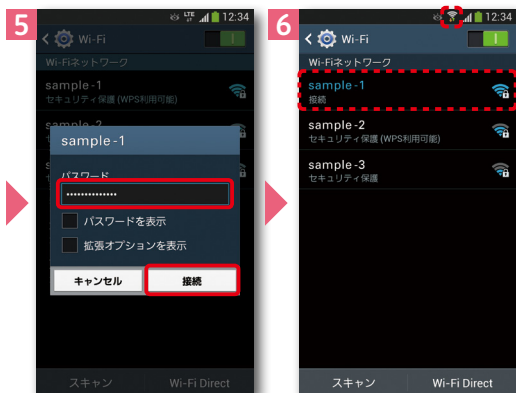 5
LTE
12:34
Wi-Fi
Wi-Fiネットワーク
sample-1
セキュリティ保護 (WPS利用可能)
sample-2
sample-1
パスワード
••••••••••••••
パスワードを表示
拡張オプションを表示
キャンセル
接続
スキャン
Wi-Fi Direct
6
12:34
Wi-Fi
Wi-Fiネットワーク
sample-1
接続
sample-2
セキュリティ保護 (WPS利用可能)
sample-3
セキュリティ保護
スキャン
Wi-Fi Direct